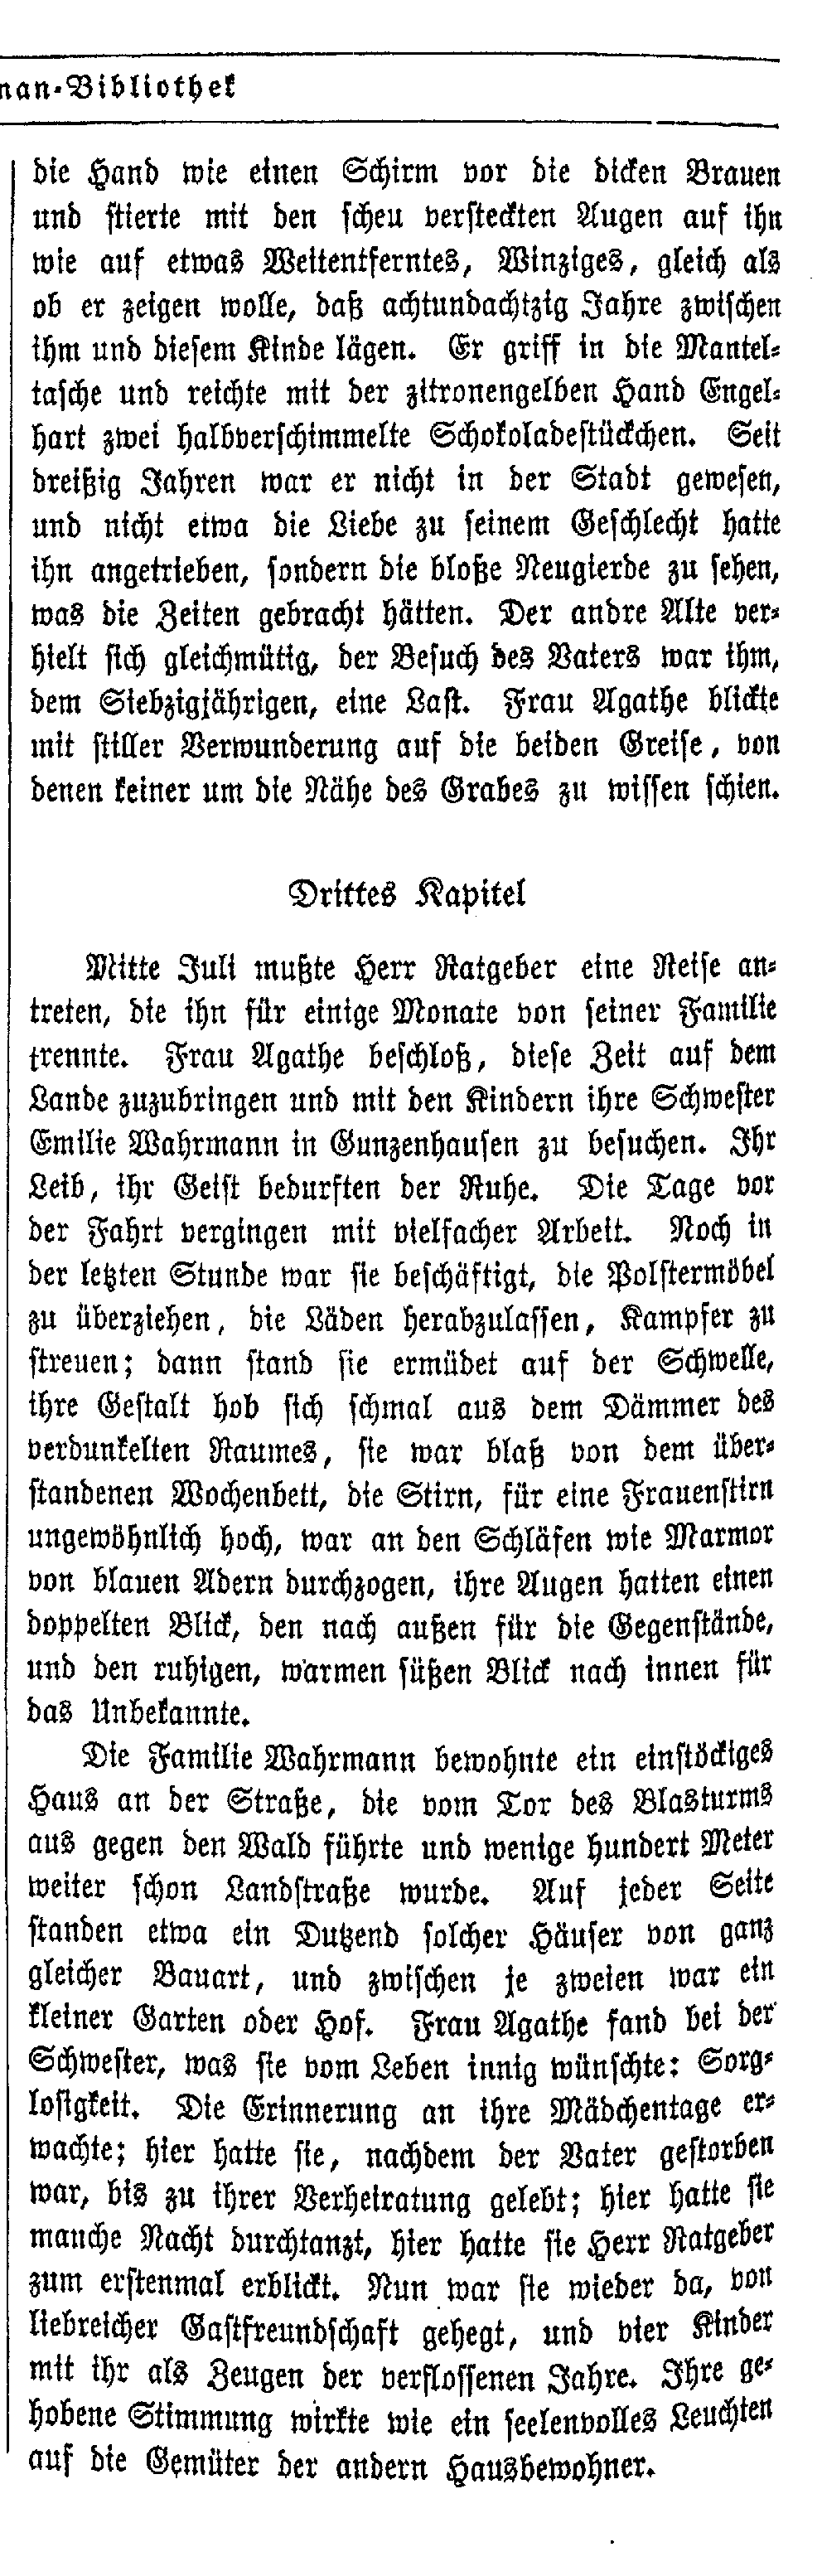 man-Bibliothek
die Hand wie einen Schirm vor die dicken Brauen
und stierte mit den scheu versteckten Augen auf ihn
wie auf etwas Weitentferntes, Winziges, gleich als
ob er zeigen wolle, daß achtundachtzig Jahre zwischen
ihm und diesem Kinde lägen. Er griff in die Mantel-
tasche und reichte mit der zitronengelben Hand Engel-
hart zwei halbverschimmelte Schokoladestückchen. Seit
dreißig Jahren war er nicht in der Stadt gewesen,
und nicht etwa die Liebe zu seinem Geschlecht hatte
ihn angetrieben, sondern die bloße Neugierde zu sehen,
was die Zeiten gebracht hätten. Der andre Alte ver-
hielt sich gleichmütig, der Besuch des Vaters war ihm,
dem Siebzigjährigen, eine Last. Frau Agathe blickte
mit stiller Verwunderung auf die beiden Greise, von
denen keiner um die Nähe des Grabes zu wissen schien.
Drittes Kapitel
Mitte Juli mußte Herr Ratgeber eine Reise an-
treten, die ihn für einige Monate von seiner Familie
trennte. Frau Agathe beschloß, diese Zeit auf dem
Lande zuzubringen und mit den Kindern ihre Schwester
Emilie Wahrmann in Gunzenhausen zu besuchen. Ihr
Leib, ihr Geist bedurften der Ruhe. Die Tage vor
der Fahrt vergingen mit vielfacher Arbeit. Noch in
der letzten Stunde war sie beschäftigt, die Polstermöbel
zu überziehen, die Läden herabzulassen, Kampfer zu
streuen; dann stand sie ermüdet auf der Schwelle,
ihre Gestalt hob sich schmal aus dem Dämmer des
verdunkelten Raumes, sie war blaß von dem über-
standenen Wochenbett, die Stirn, für eine Frauenstirn
ungewöhnlich hoch, war an den Schläfen wie Marmor
von blauen Adern durchzogen, ihre Augen hatten einen
doppelten Blick, den nach außen für die Gegenstände,
und den ruhigen, warmen süßen Blick nach innen für
das Unbekannte.
Die Familie Wahrmann bewohnte ein einstöckiges
Haus an der Straße, die vom Tor des Blasturms
aus gegen den Wald führte und wenige hundert Meter
weiter schon Landstraße wurde. Auf jeder Seite
standen etwa ein Dutzend solcher Häuser von ganz
gleicher Bauart, und zwischen je zweien war ein
kleiner Garten oder Hof. Frau Agathe fand bei der
Schwester, was sie vom Leben innig wünschte: Sorg-
losigkeit. Die Erinnerung an ihre Mädchentage er-
wachte; hier hatte sie, nachdem der Vater gestorben
war, bis zu ihrer Verheiratung gelebt; hier hatte sie
manche Nacht durchtanzt, hier hatte sie Herr Ratgeber
zum erstenmal erblickt. Nun war sie wieder da, von
liebreicher Gastfreundschaft gehegt, und vier Kinder
mit ihr als Zeugen der verflossenen Jahre. Ihre ge-
hobene Stimmung wirkte wie ein seelenvolles Leuchten
auf die Gemüter der andern Hausbewohner.